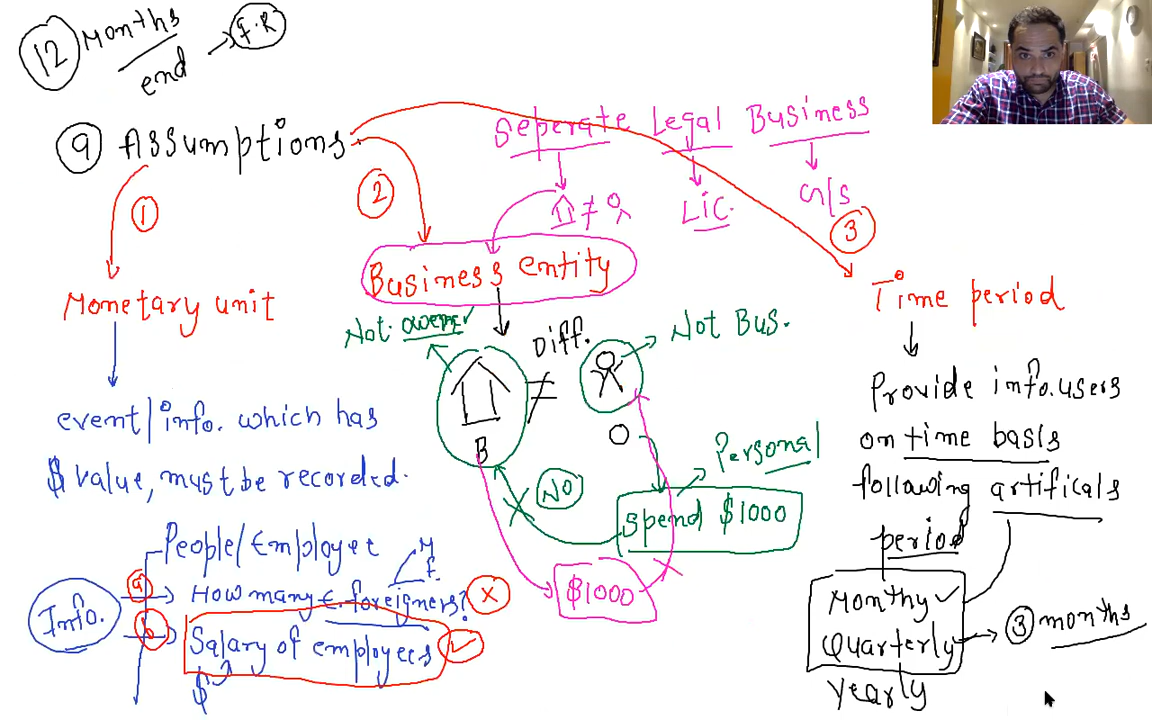 12 Months
end → F.R
9 Assumptions
Seperate Legal Business
≠
Lic.
G/S
1
2
3
Monetary unit
Business entity
Time period
event/info. which has
$ value, must be recorded.
Not owner ✓
Diff.
≠
Not Bus.
B
O
Personal
NO
Spend $1000
$1000
Provide info. users
on time basis
following artificals
period
Monthy ✓
Quarterly → 3 months
yearly
People/Employee
M
F.
Info.
a
How many E. foreigners? x
b
Salary of employees ✓
$